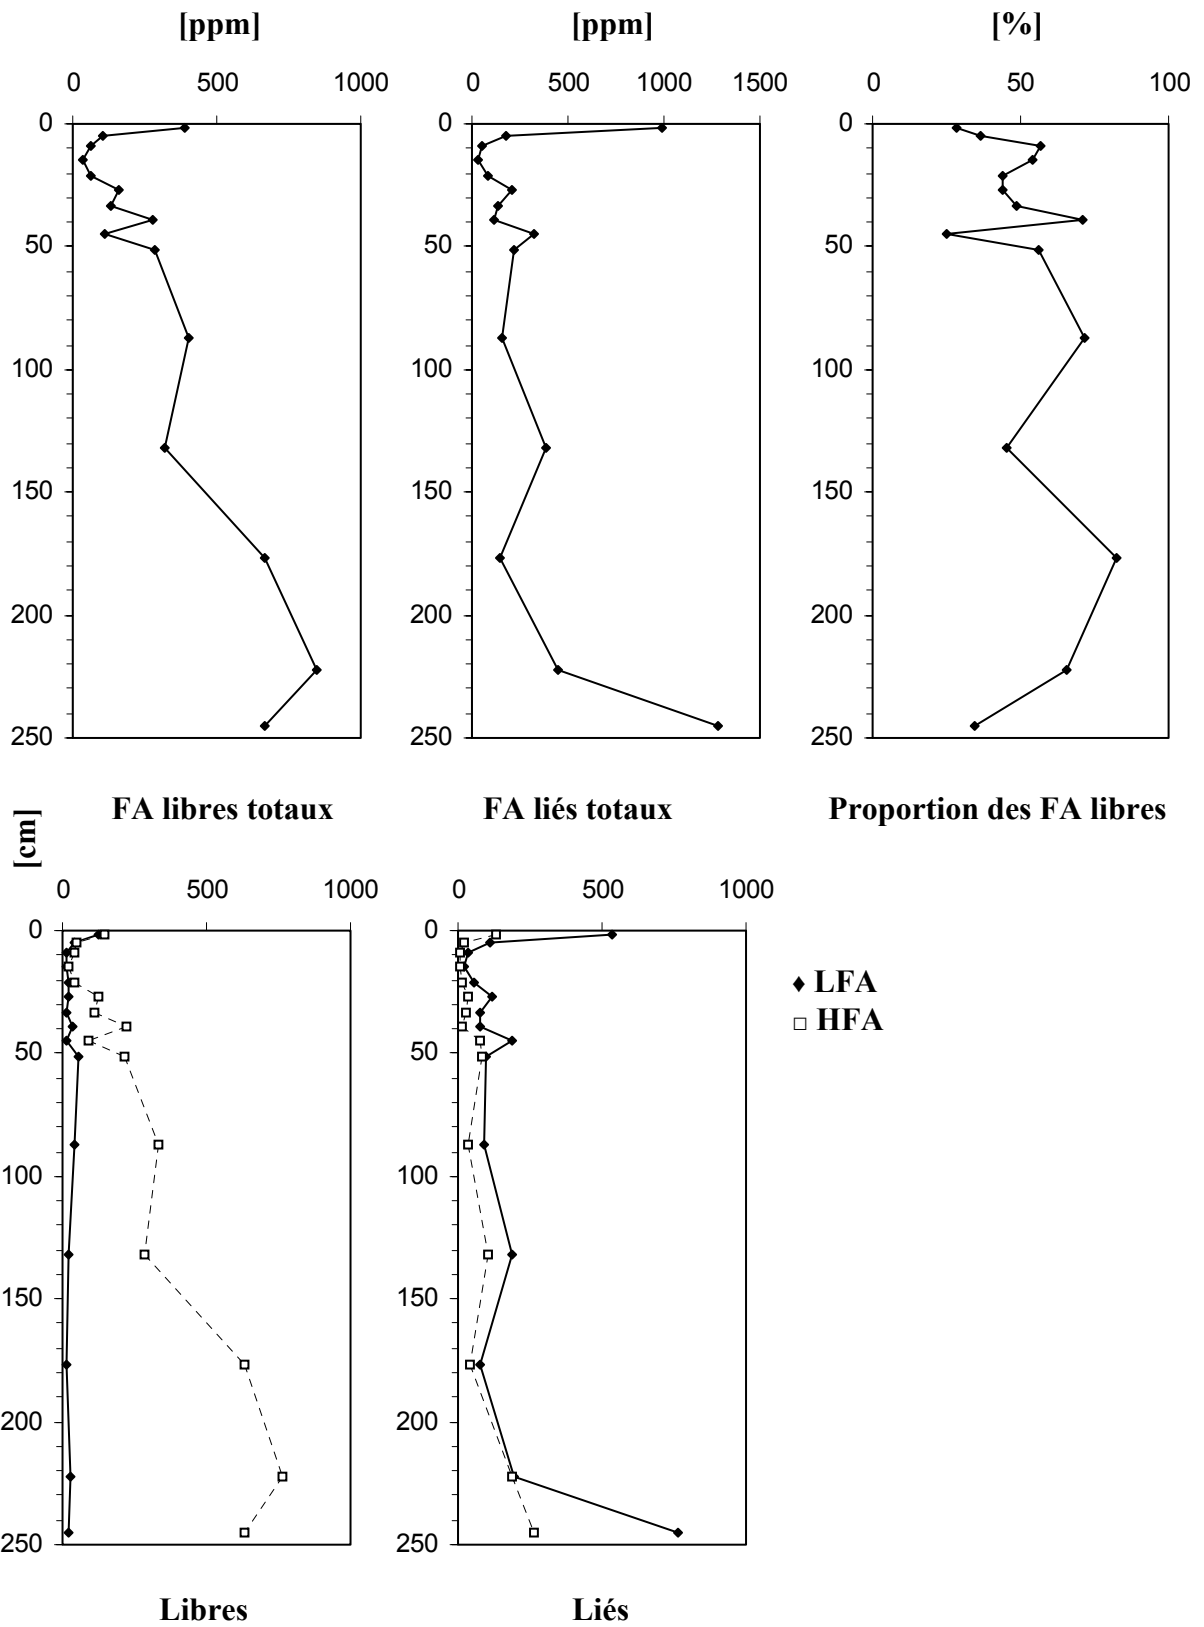 [ppm] [ppm] [%]
0 500 1000 0 500 1000 1500 0 50 100
0 0 0
50 50 50
100 100 100
150 150 150
200 200 200
250 250 250
FA libres totaux FA liés totaux Proportion des FA libres
[cm]
0 500 1000 0 500 1000
0 0
50 50
100 100
150 150
200 200
250 250
LFA
HFA
Libres Liés